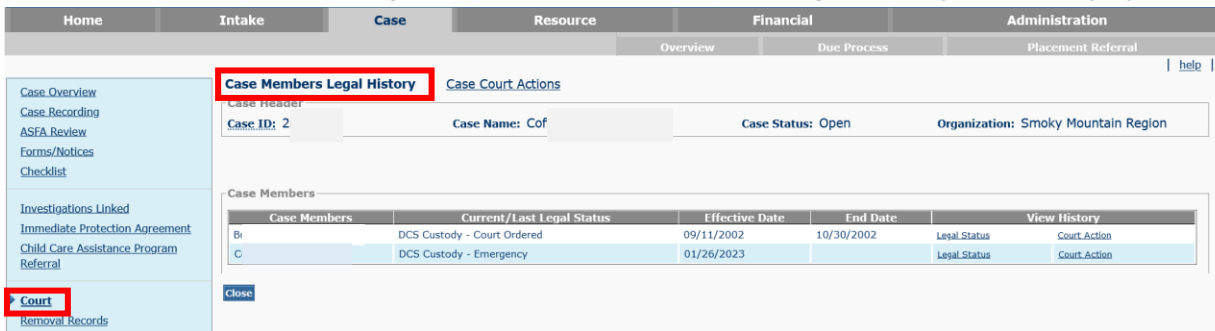 Home Intake Case Resource Financial Administration
Overview Due Process Placement Referral
| help |
Case Members Legal History Case Court Actions
Case Overview
Case Recording
ASFA Review
Forms/Notices
Checklist
Investigations Linked
Immediate Protection Agreement
Child Care Assistance Program
Referral
Court
Removal Records
Case Header
Case ID: 2 Case Name: Cof Case Status: Open Organization: Smoky Mountain Region
Case Members
Case Members Current/Last Legal Status Effective Date End Date View History
DCS Custody - Court Ordered 09/11/2002 10/30/2002 Legal Status Court Action
C DCS Custody - Emergency 01/26/2023 Legal Status Court Action
Close